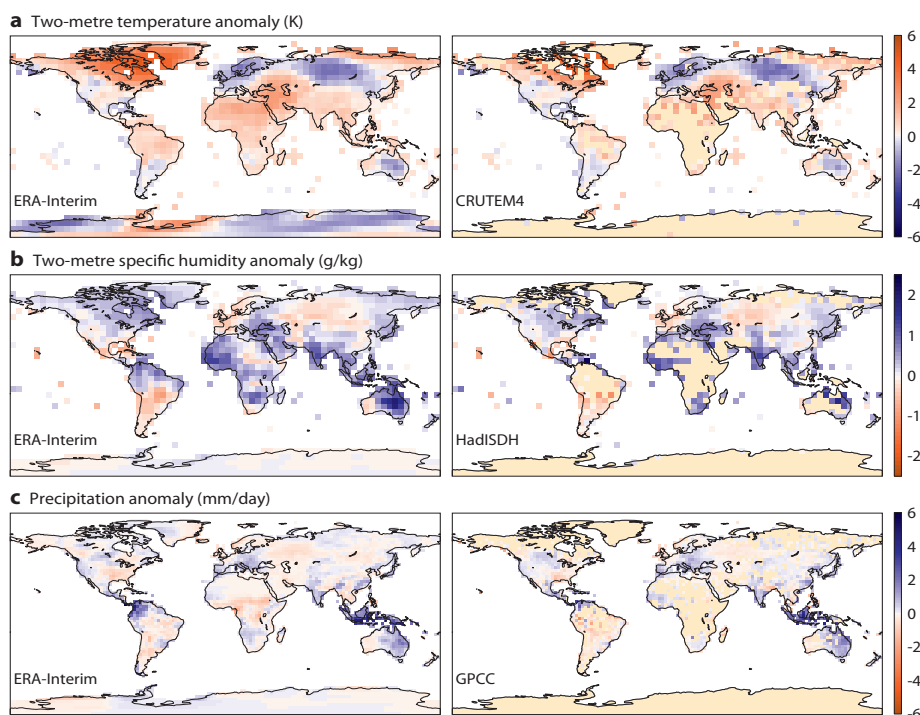 a Two-metre temperature anomaly (K)
ERA-Interim
CRUTEM4
6
4
2
0
-2
-4
-6
b Two-metre specific humidity anomaly (g/kg)
ERA-Interim
HadISDH
2
1
0
-1
-2
c Precipitation anomaly (mm/day)
ERA-Interim
GPCC
6
4
2
0
-2
-4
-6